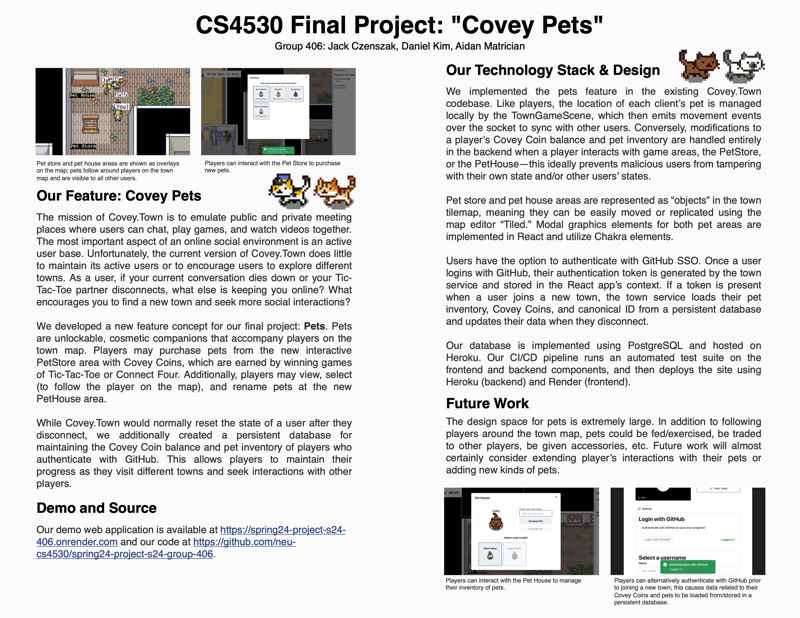 CS4530 Final Project: "Covey Pets"
Group 406: Jack Czenszak, Daniel Kim, Aidan Matrician
Pet House
Pet Store
Pet store and pet house areas are shown as overlays
on the map; pets follow around players on the town
map and are visible to all other users.
Players can interact with the Pet Store to purchase
new pets.
Our Feature: Covey Pets
The mission of Covey.Town is to emulate public and private meeting
places where users can chat, play games, and watch videos together.
The most important aspect of an online social environment is an active
user base. Unfortunately, the current version of Covey.Town does little
to maintain its active users or to encourage users to explore different
towns. As a user, if your current conversation dies down or your Tic-
Tac-Toe partner disconnects, what else is keeping you online? What
encourages you to find a new town and seek more social interactions?
We developed a new feature concept for our final project: Pets. Pets
are unlockable, cosmetic companions that accompany players on the
town map. Players may purchase pets from the new interactive
PetStore area with Covey Coins, which are earned by winning games
of Tic-Tac-Toe or Connect Four. Additionally, players may view, select
(to follow the player on the map), and rename pets at the new
PetHouse area.
While Covey.Town would normally reset the state of a user after they
disconnect, we additionally created a persistent database for
maintaining the Covey Coin balance and pet inventory of players who
authenticate with GitHub. This allows players to maintain their
progress as they visit different towns and seek interactions with other
players.
Demo and Source
Our demo web application is available at https://spring24-project-s24-
406.onrender.com and our code at https://github.com/neu-
cs4530/spring24-project-s24-group-406.
Our Technology Stack & Design
We implemented the pets feature in the existing Covey.Town
codebase. Like players, the location of each client's pet is managed
locally by the TownGameScene, which then emits movement events
over the socket to sync with other users. Conversely, modifications to
a player's Covey Coin balance and pet inventory are handled entirely
in the backend when a player interacts with game areas, the PetStore,
or the PetHouse—this ideally prevents malicious users from tampering
with their own state and/or other users' states.
Pet store and pet house areas are represented as “objects” in the town
tilemap, meaning they can be easily moved or replicated using the
map editor “Tiled.” Modal graphics elements for both pet areas are
implemented in React and utilize Chakra elements.
Users have the option to authenticate with GitHub SSO. Once a user
logins with GitHub, their authentication token is generated by the town
service and stored in the React app's context. If a token is present
when a user joins a new town, the town service loads their pet
inventory, Covey Coins, and canonical ID from a persistent database
and updates their data when they disconnect.
Our database is implemented using PostgreSQL and hosted on
Heroku. Our CI/CD pipeline runs an automated test suite on the
frontend and backend components, and then deploys the site using
Heroku (backend) and Render (frontend).
Future Work
The design space for pets is extremely large. In addition to following
players around the town map, pets could be fed/exercised, be traded
to other players, be given accessories, etc. Future work will almost
certainly consider extending player's interactions with their pets or
adding new kinds of pets.
Pet House
Players can interact with the Pet House to manage
their inventory of pets.
Login with GitHub
Authenticate with GitHub to save your progress!
Login with GitHub
Logged in
Select a username
Authenticated with GitHub
Logged in
Players can alternatively authenticate with GitHub prior
to joining a new town; this causes data related to their
Covey Coins and pets to be loaded from/stored in a
persistent database.